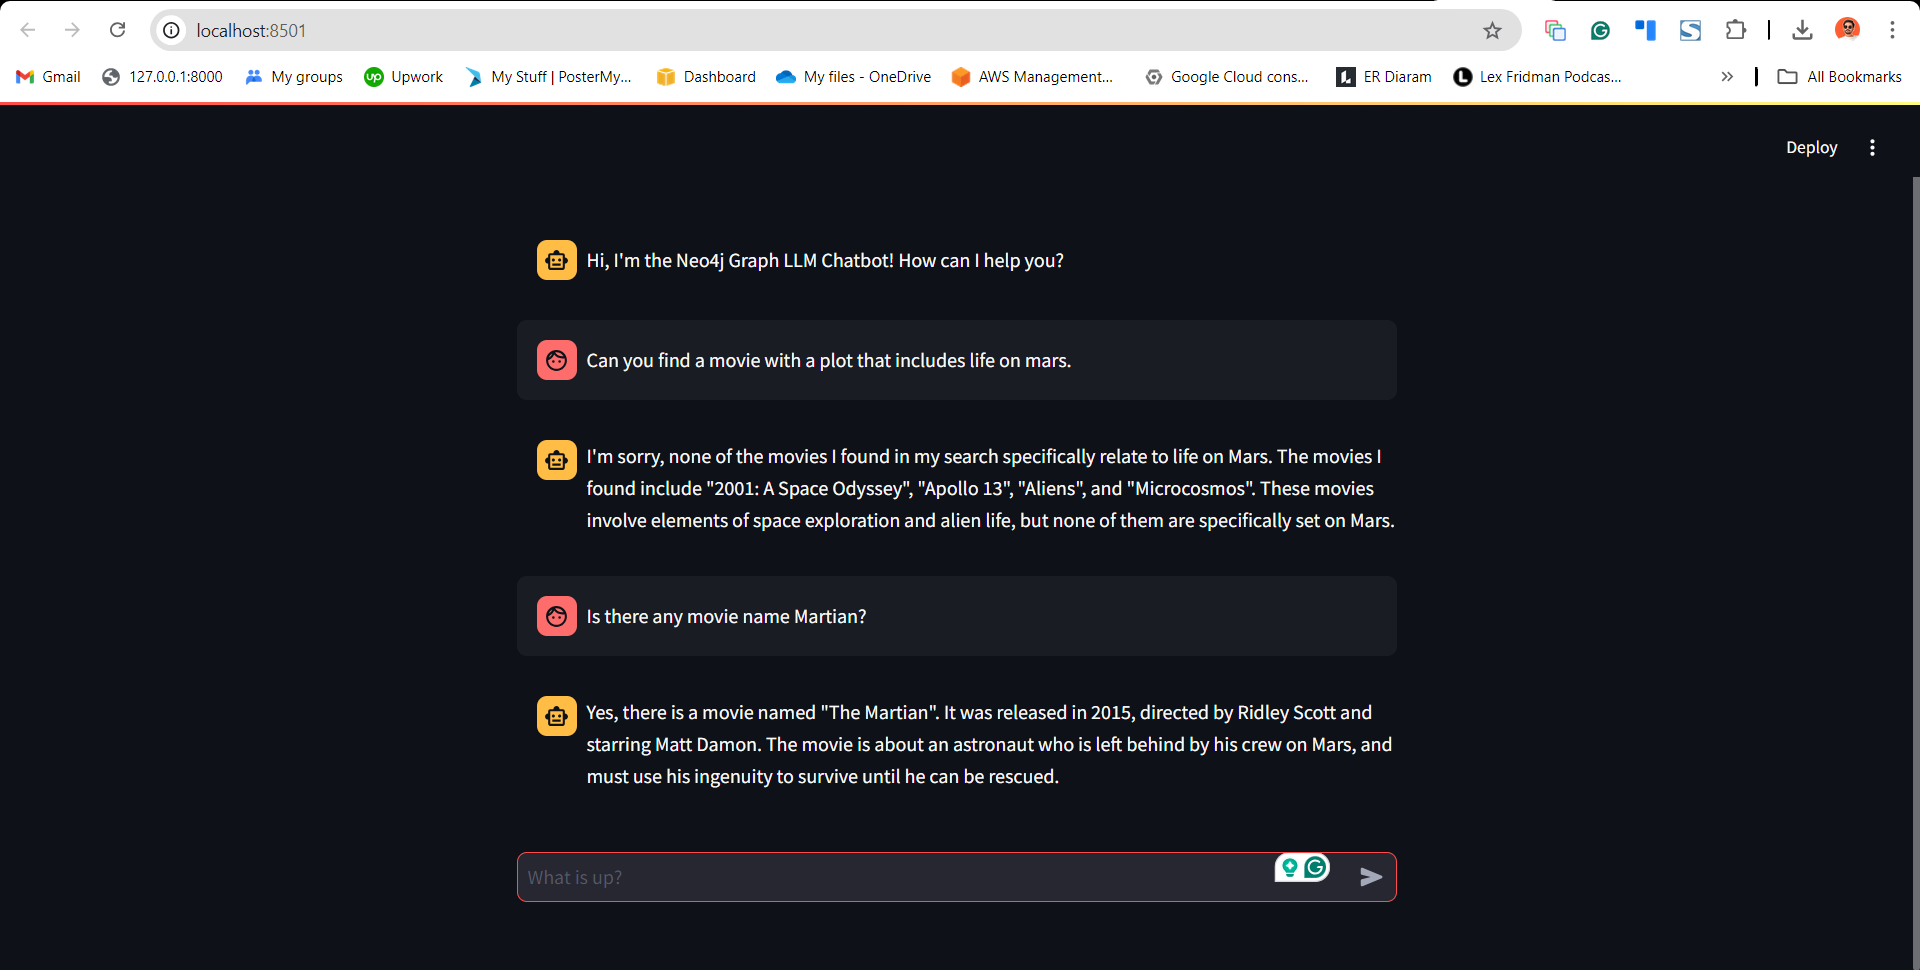 localhost:8501
Gmail 127.0.0.1:8000 My groups Upwork My Stuff | PosterMy... Dashboard My files - OneDrive AWS Management... Google Cloud cons... ER Diaram Lex Fridman Podcas... All Bookmarks
Deploy
Hi, I'm the Neo4j Graph LLM Chatbot! How can I help you?
Can you find a movie with a plot that includes life on mars.
I'm sorry, none of the movies I found in my search specifically relate to life on Mars. The movies I
found include "2001: A Space Odyssey", "Apollo 13", "Aliens", and "Microcosmos". These movies
involve elements of space exploration and alien life, but none of them are specifically set on Mars.
Is there any movie name Martian?
Yes, there is a movie named "The Martian". It was released in 2015, directed by Ridley Scott and
starring Matt Damon. The movie is about an astronaut who is left behind by his crew on Mars, and
must use his ingenuity to survive until he can be rescued.
What is up?